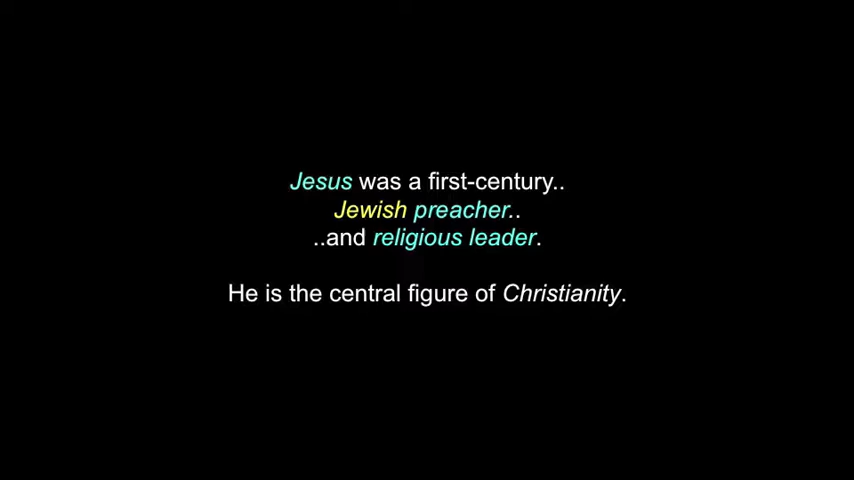 Jesus was a first-century..
Jewish preacher..
..and religious leader.
He is the central figure of Christianity.